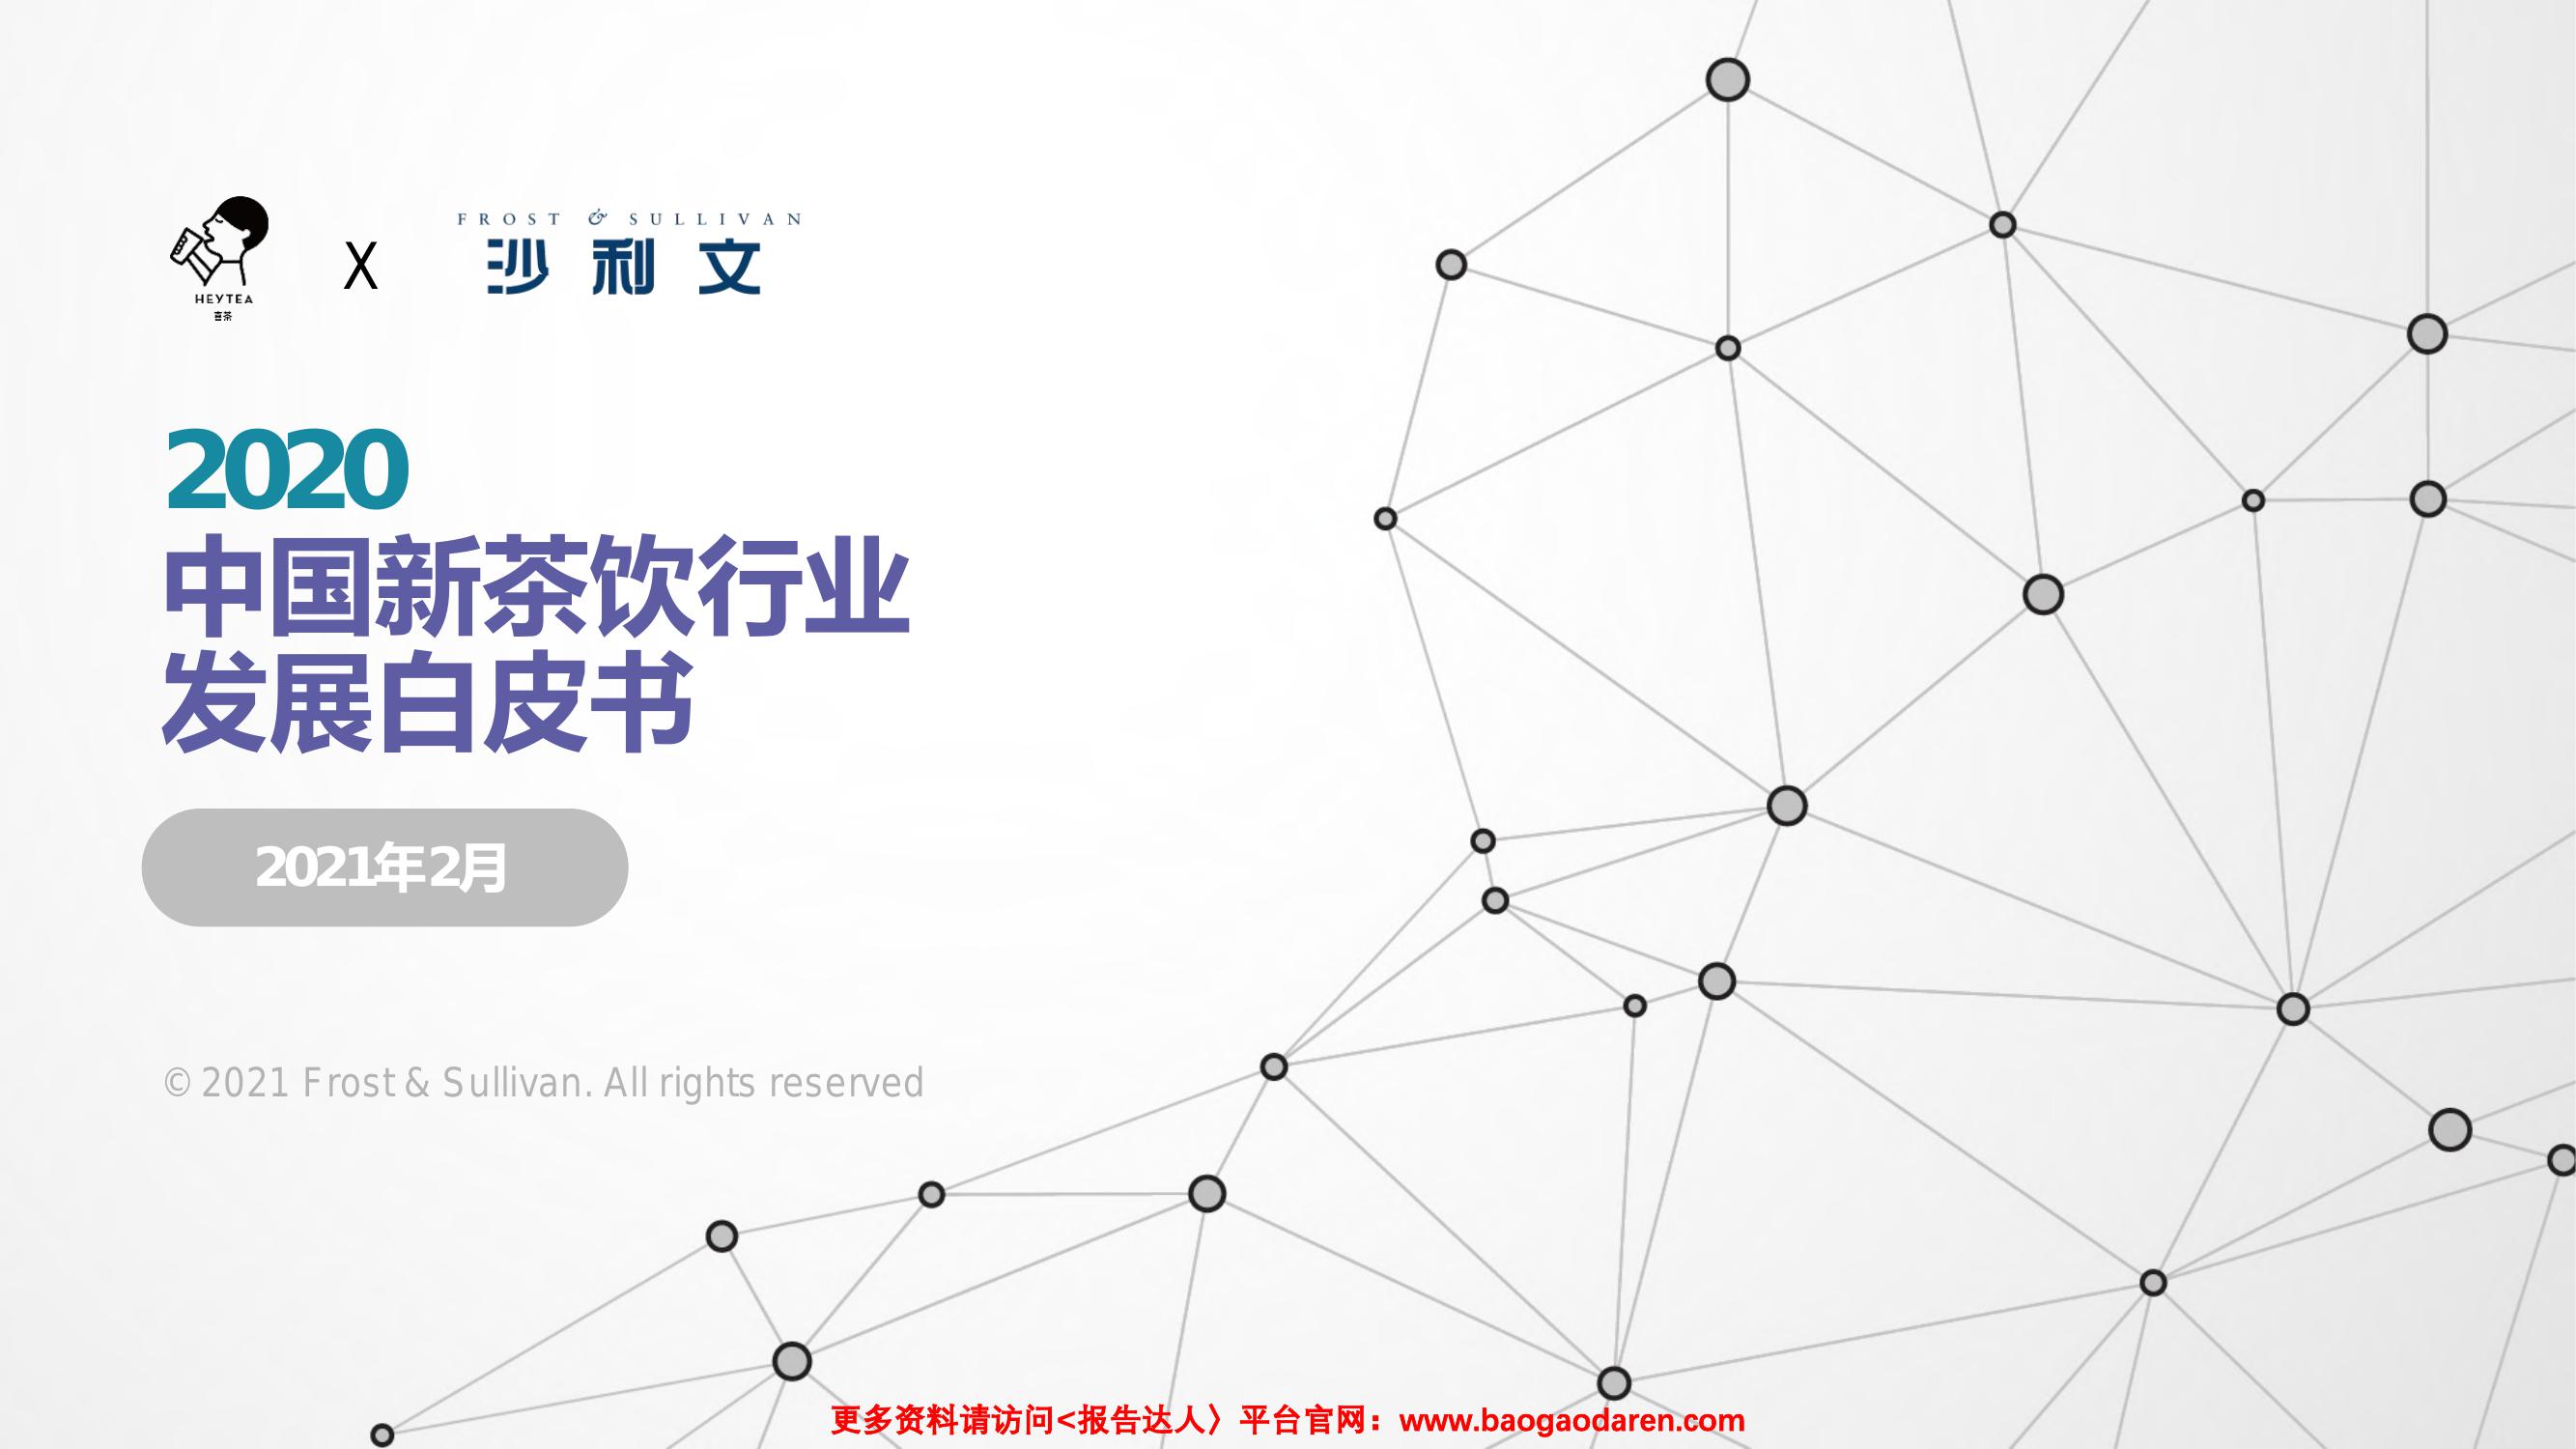 HEYTEA
喜茶
X
FROST & SULLIVAN
沙利文
2020
中国新茶饮行业
发展白皮书
2021年2月
© 2021 Frost & Sullivan. All rights reserved
更多资料请访问<报告达人〉平台官网：www.baogaodaren.com